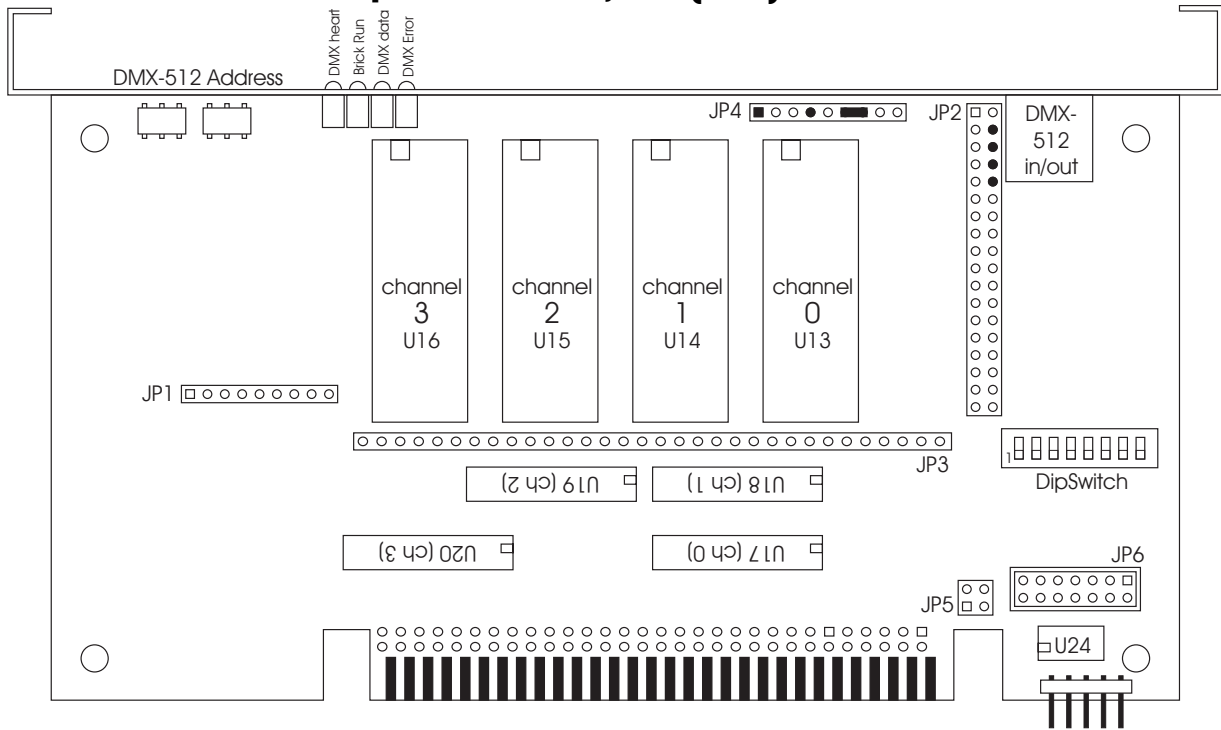 DMX heart
Brick Run
DMX data
DMX Error
DMX-512 Address
JP4
JP2
DMX-
512
in/out
channel
3
U16
channel
2
U15
channel
1
U14
channel
0
U13
JP1
JP3
1
DipSwitch
U19 (ch 2)
U18 (ch 1)
U20 (ch 3)
U17 (ch 0)
JP6
JP5
U24